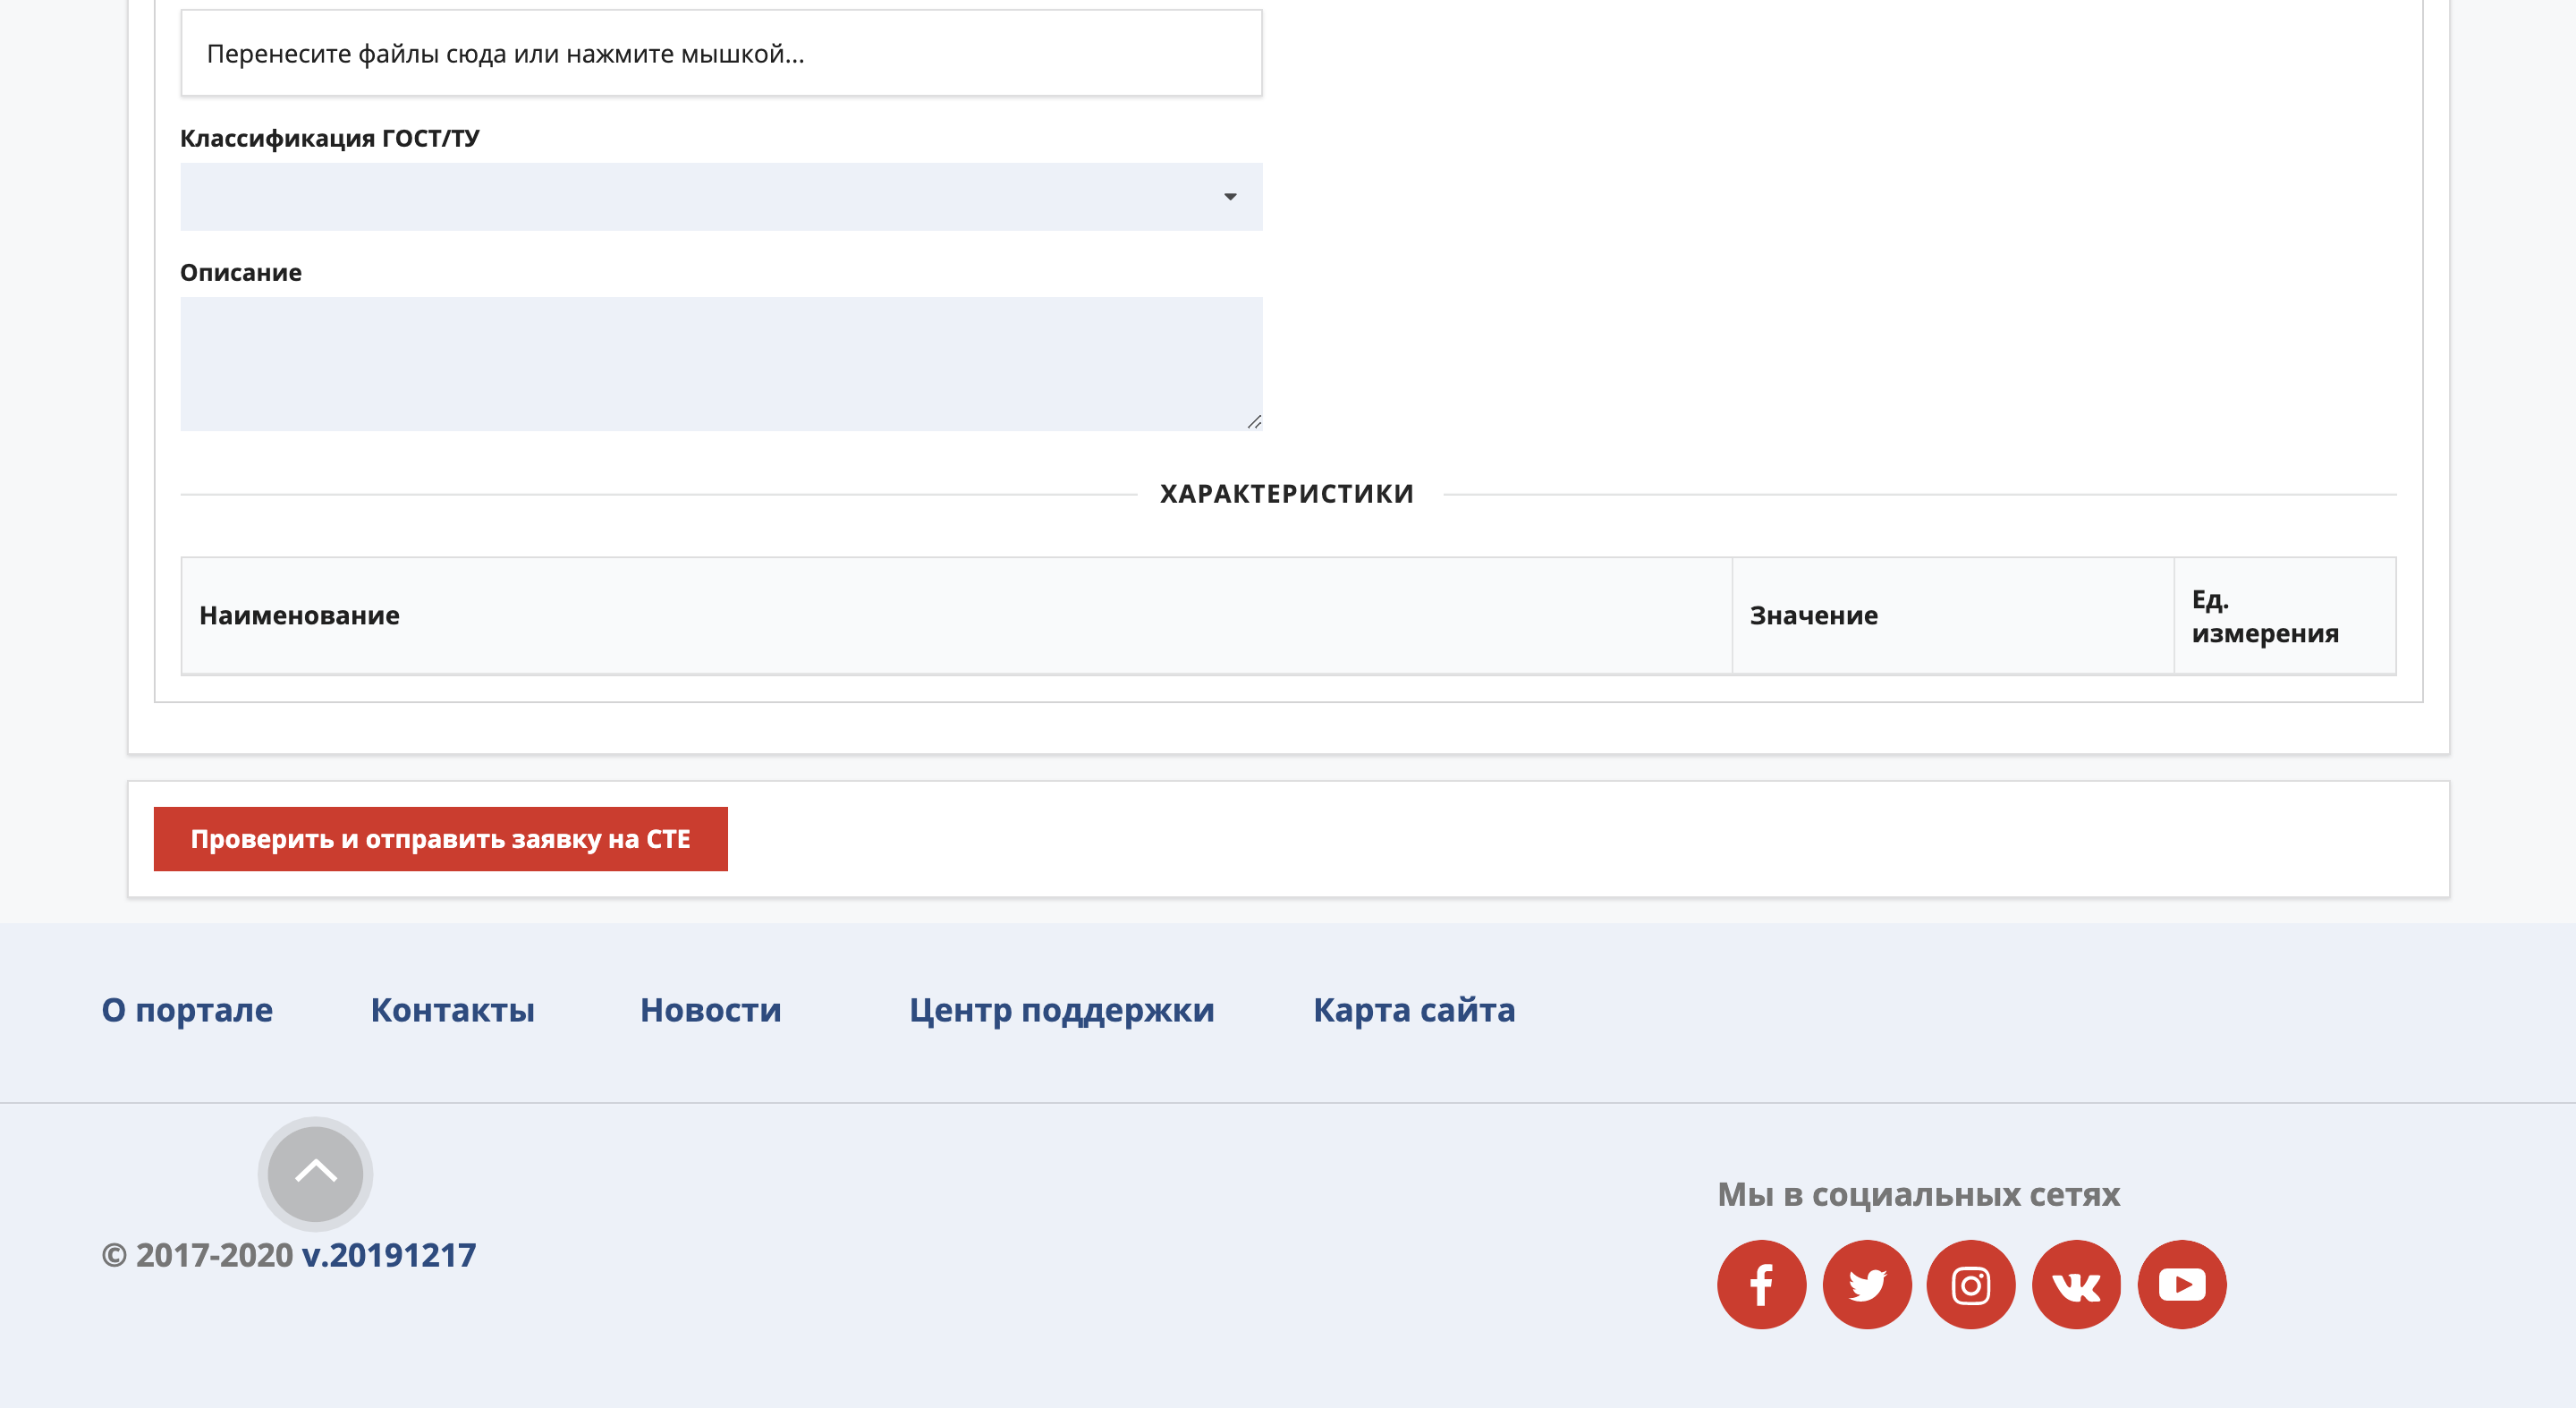 Перенесите файлы сюда или нажмите мышкой...
Классификация ГОСТ/ТУ
Описание
ХАРАКТЕРИСТИКИ
Наименование
Значение
Ед.
измерения
Проверить и отправить заявку на СТЕ
О портале
Контакты
Новости
Центр поддержки
Карта сайта
Мы в социальных сетях
© 2017-2020 v.20191217